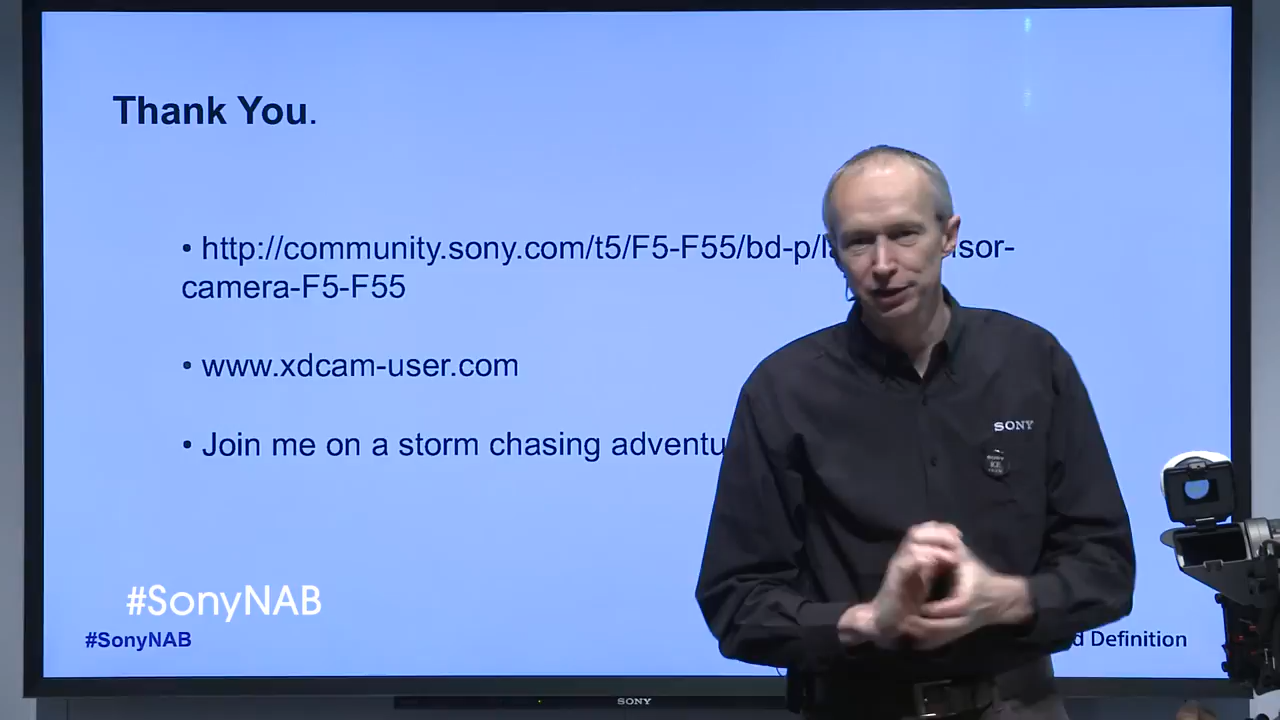 Thank You.
• http://community.sony.com/t5/F5-F55/bd-p/ sor-
camera-F5-F55
• www.xdcam-user.com
• Join me on a storm chasing adventu
SONY
#SonyNAB
#SonyNAB
d Definition
SONY